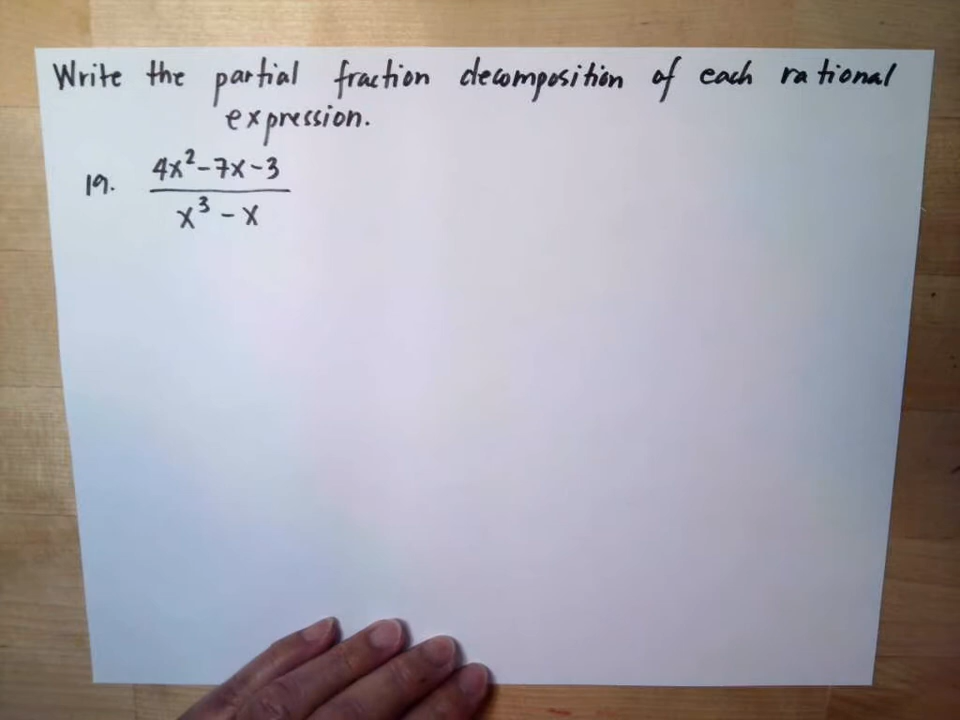 Write the partial fraction decomposition of each rational
expression.
19. 4x²-7x-3
x³-x